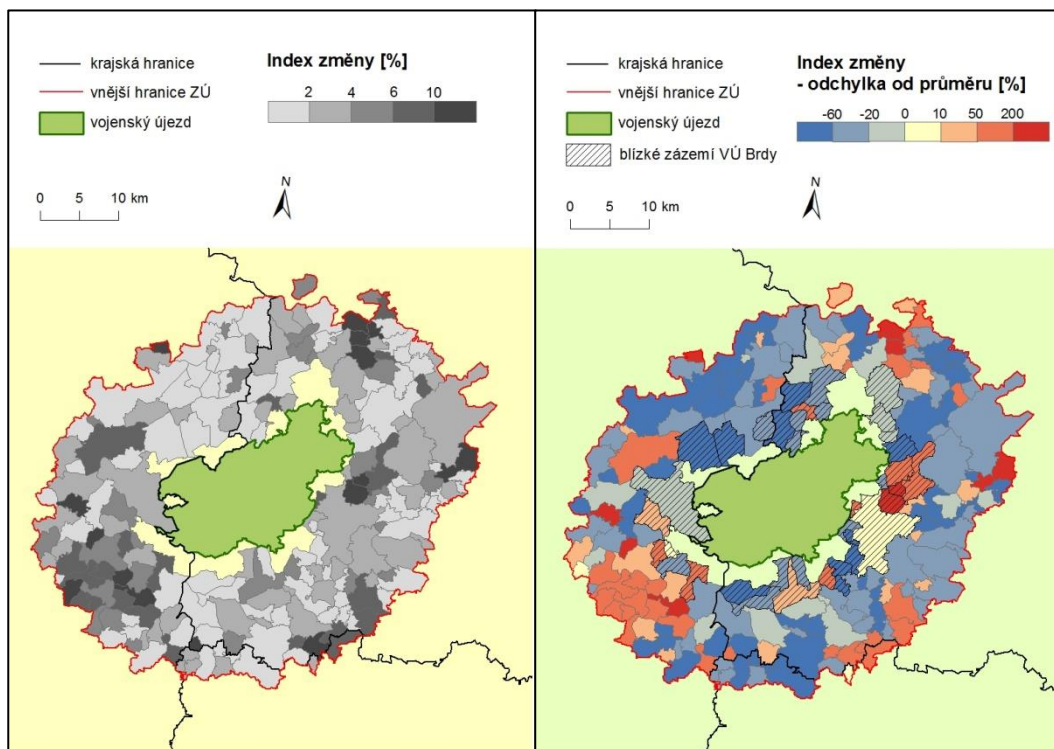 krajská hranice
vnější hranice ZÚ
vojenský újezd
Index změny [%]
2 4 6 10
0 5 10 km
N
krajská hranice
vnější hranice ZÚ
vojenský újezd
blízké zázemí VÚ Brdy
Index změny
- odchylka od průměru [%]
-60 -20 0 10 50 200
0 5 10 km
N